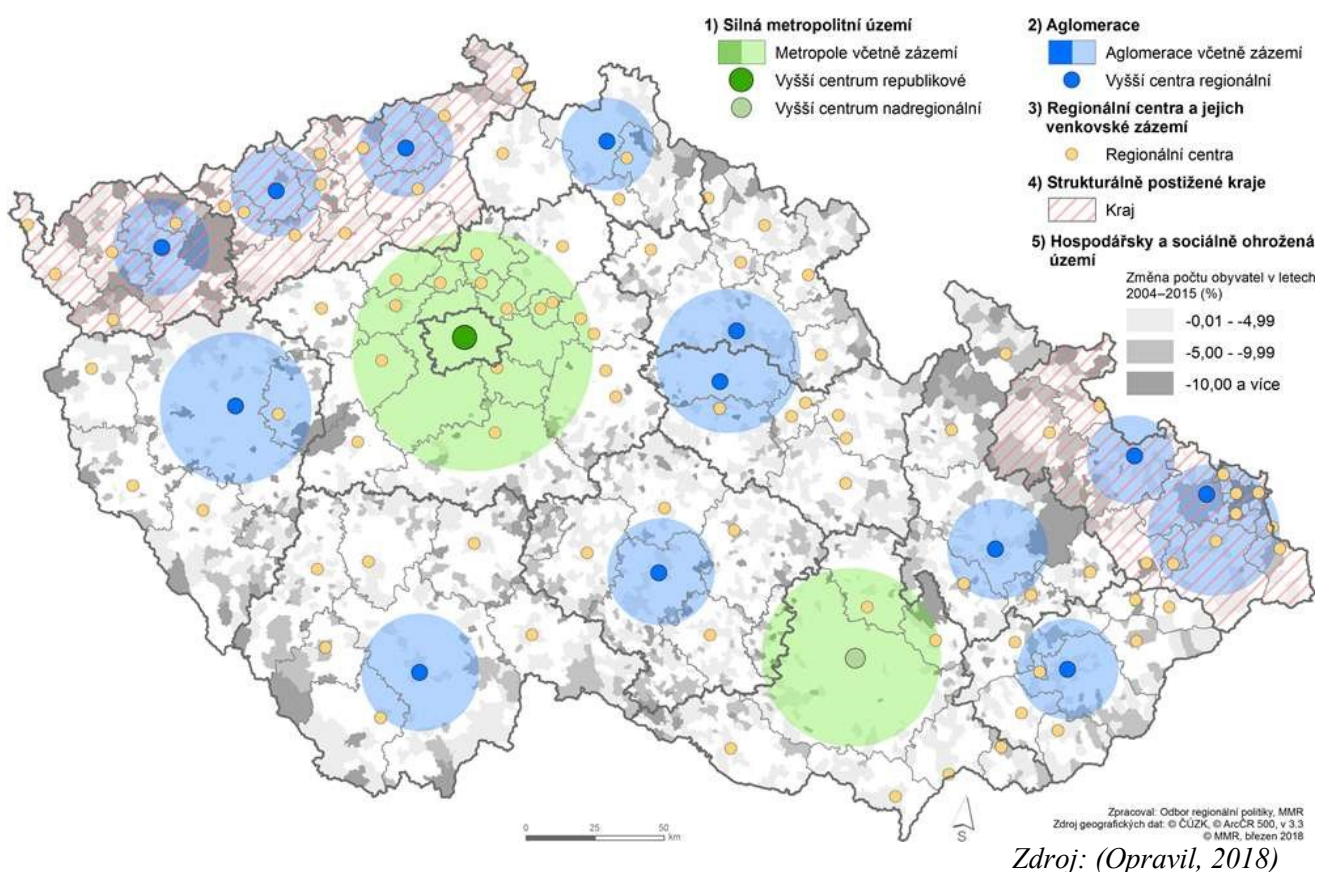 1) Silná metropolitní území
Metropole včetně zázemí
Vyšší centrum republikové
Vyšší centrum nadregionální
2) Aglomerace
Aglomerace včetně zázemí
Vyšší centra regionální
3) Regionální centra a jejich
venkovské zázemí
Regionální centra
4) Strukturálně postižené kraje
Kraj
5) Hospodářsky a sociálně ohrožená
území
Změna počtu obyvatel v letech
2004–2015 (%)
-0,01 - -4,99
-5,00 - -9,99
-10,00 a více
0 25 50
km
S
Zpracoval: Odbor regionální politiky, MMR
Zdroj geografických dat: © ČÚZK, © ArcČR 500, v 3.3
© MMR, březen 2018
Zdroj: (Opravil, 2018)